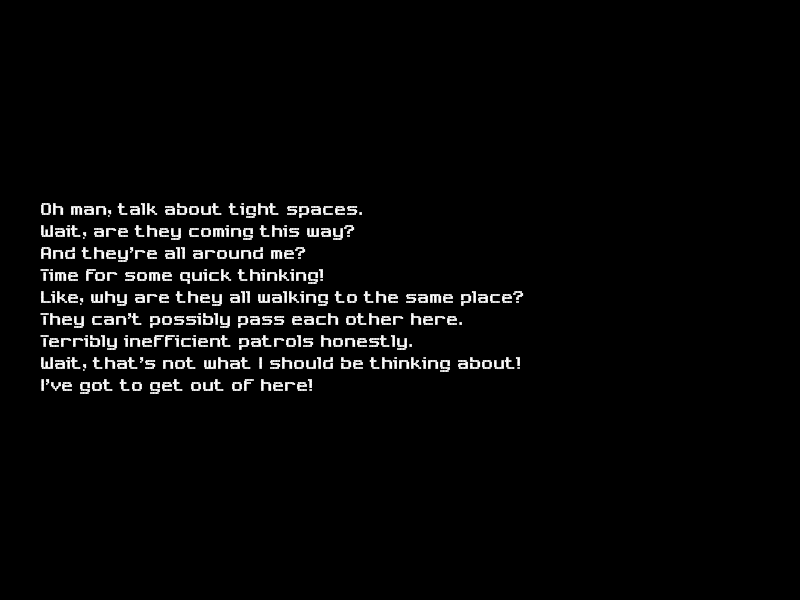 Oh man, talk about tight spaces.
Wait, are they coming this way?
And they're all around me?
Time for some quick thinking!
Like, why are they all walking to the same place?
They can't possibly pass each other here.
Terribly inefficient patrols honestly.
Wait, that's not what I should be thinking about!
I've got to get out of here!